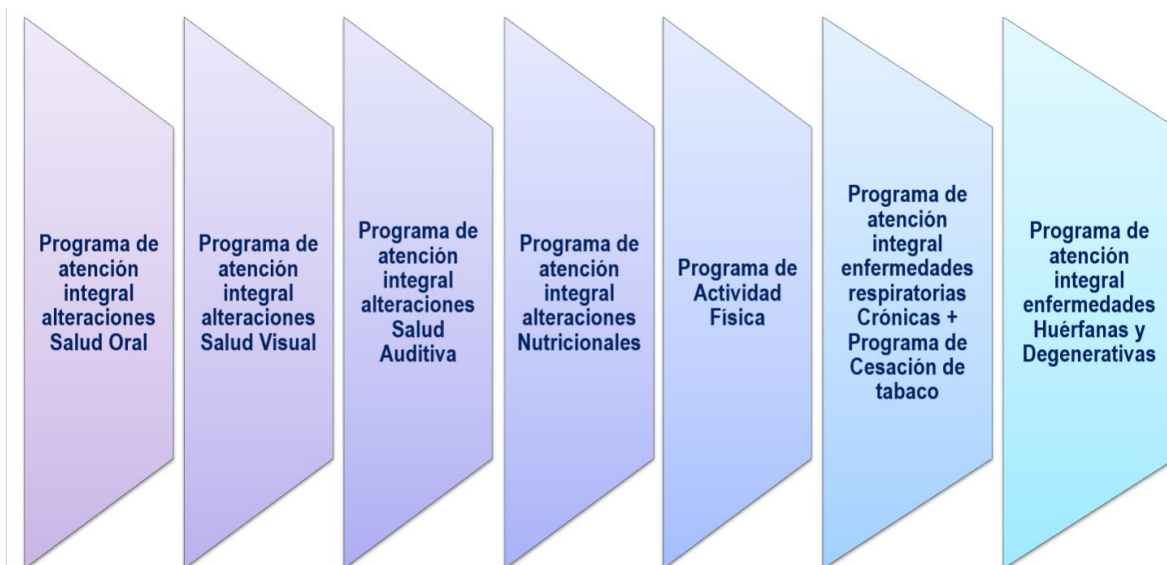 Programa de
atención
integral
alteraciones
Salud Oral
Programa de
atención
integral
alteraciones
Salud Visual
Programa de
atención
integral
alteraciones
Salud
Auditiva
Programa de
atención
integral
alteraciones
Nutricionales
Programa de
Actividad
Física
Programa de
atención
integral
enfermedades
respiratorias
Crónicas +
Programa de
Cesación de
tabaco
Programa de
atención
integral
enfermedades
Huérfanas y
Degenerativas